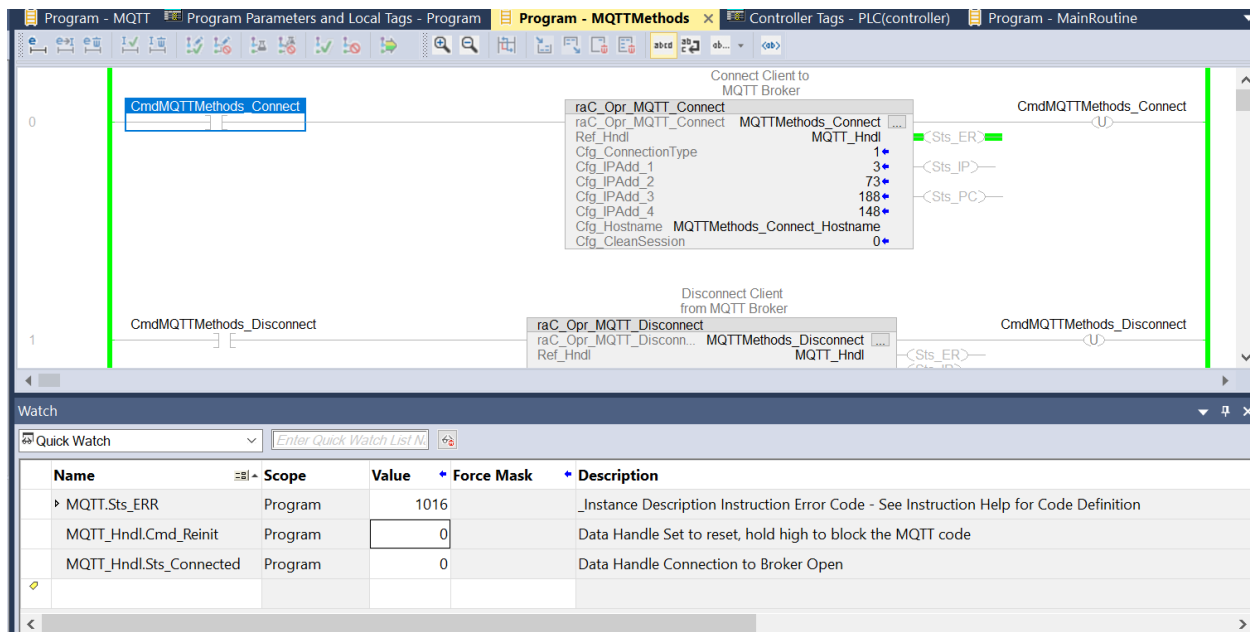 Program - MQTT Program Parameters and Local Tags - Program Program - MQTTMethods × Controller Tags - PLC(controller) Program - MainRoutine
abcd ab c ab... <ab>
Connect Client to
MQTT Broker
CmdMQTTMethods_Connect raC_Opr_MQTT_Connect CmdMQTTMethods_Connect
0 raC_Opr_MQTT_Connect MQTTMethods_Connect ... U
Ref_Hndl MQTT_Hndl Sts_ER
Cfg_ConnectionType 1
Cfg_IPAdd_1 3 Sts_IP
Cfg_IPAdd_2 73
Cfg_IPAdd_3 188 Sts_PC
Cfg_IPAdd_4 148
Cfg_Hostname MQTTMethods_Connect_Hostname
Cfg_CleanSession 0
Disconnect Client
from MQTT Broker
CmdMQTTMethods_Disconnect raC_Opr_MQTT_Disconnect CmdMQTTMethods_Disconnect
1 raC_Opr_MQTT_Disconn... MQTTMethods_Disconnect ... U
Ref_Hndl MQTT_Hndl Sts_ER
Watch
Quick Watch Enter Quick Watch List N
Name Scope Value Force Mask Description
MQTT.Sts_ERR Program 1016 _Instance Description Instruction Error Code - See Instruction Help for Code Definition
MQTT_Hndl.Cmd_Reinit Program 0 Data Handle Set to reset, hold high to block the MQTT code
MQTT_Hndl.Sts_Connected Program 0 Data Handle Connection to Broker Open